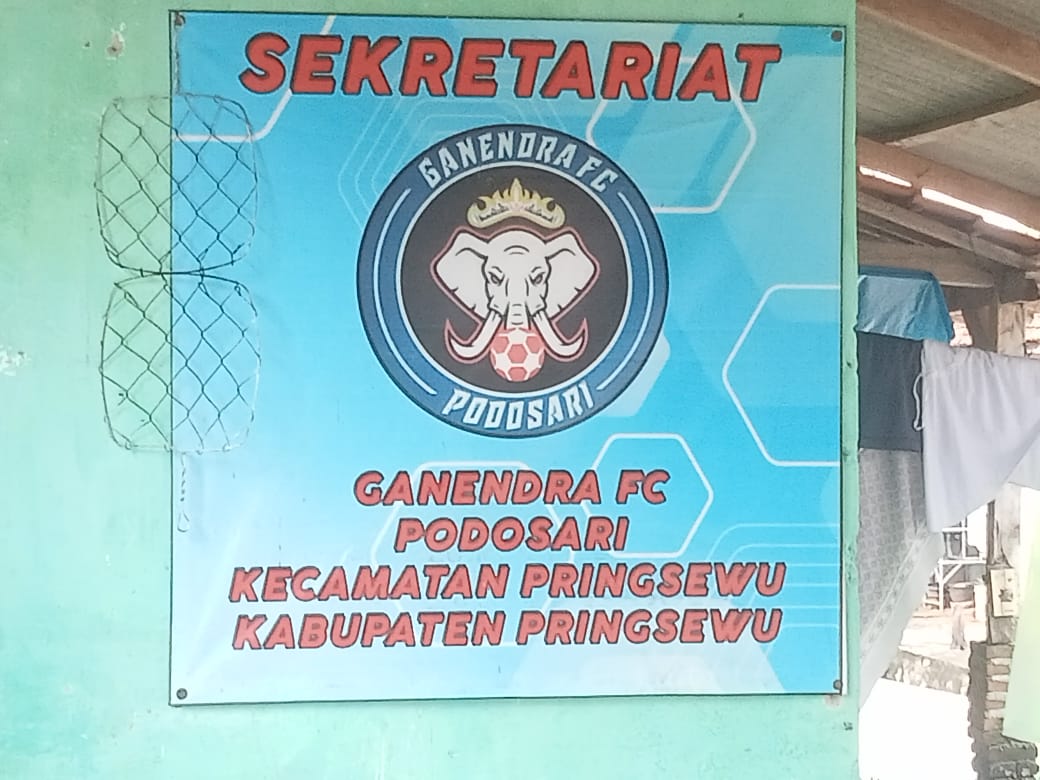 SEKRETARIAT
GANENDRA FC
PODOSARI
GANENDRA FC
PODOSARI
KECAMATAN PRINGSEWU
KABUPATEN PRINGSEWU